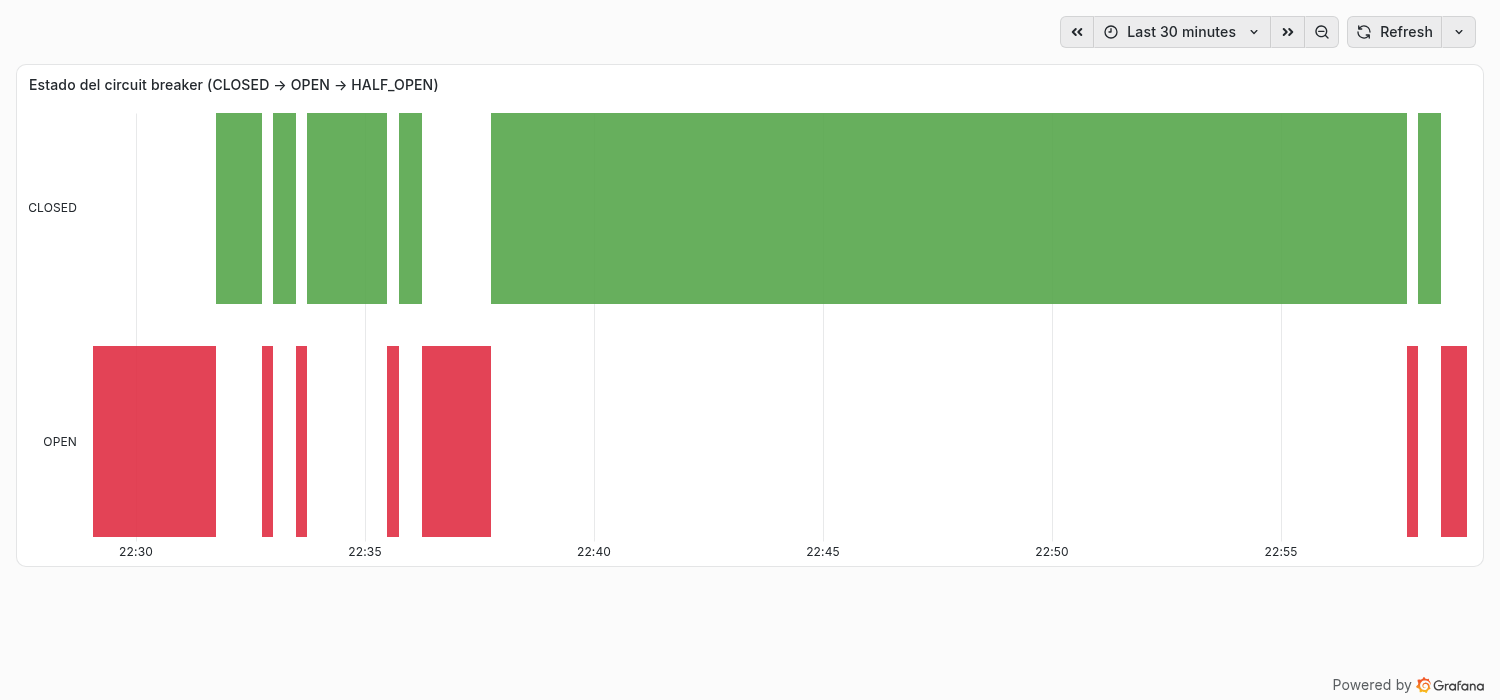 Last 30 minutes
Refresh
Estado del circuit breaker (CLOSED → OPEN → HALF_OPEN)
CLOSED
OPEN
22:30 22:35 22:40 22:45 22:50 22:55
Powered by Grafana